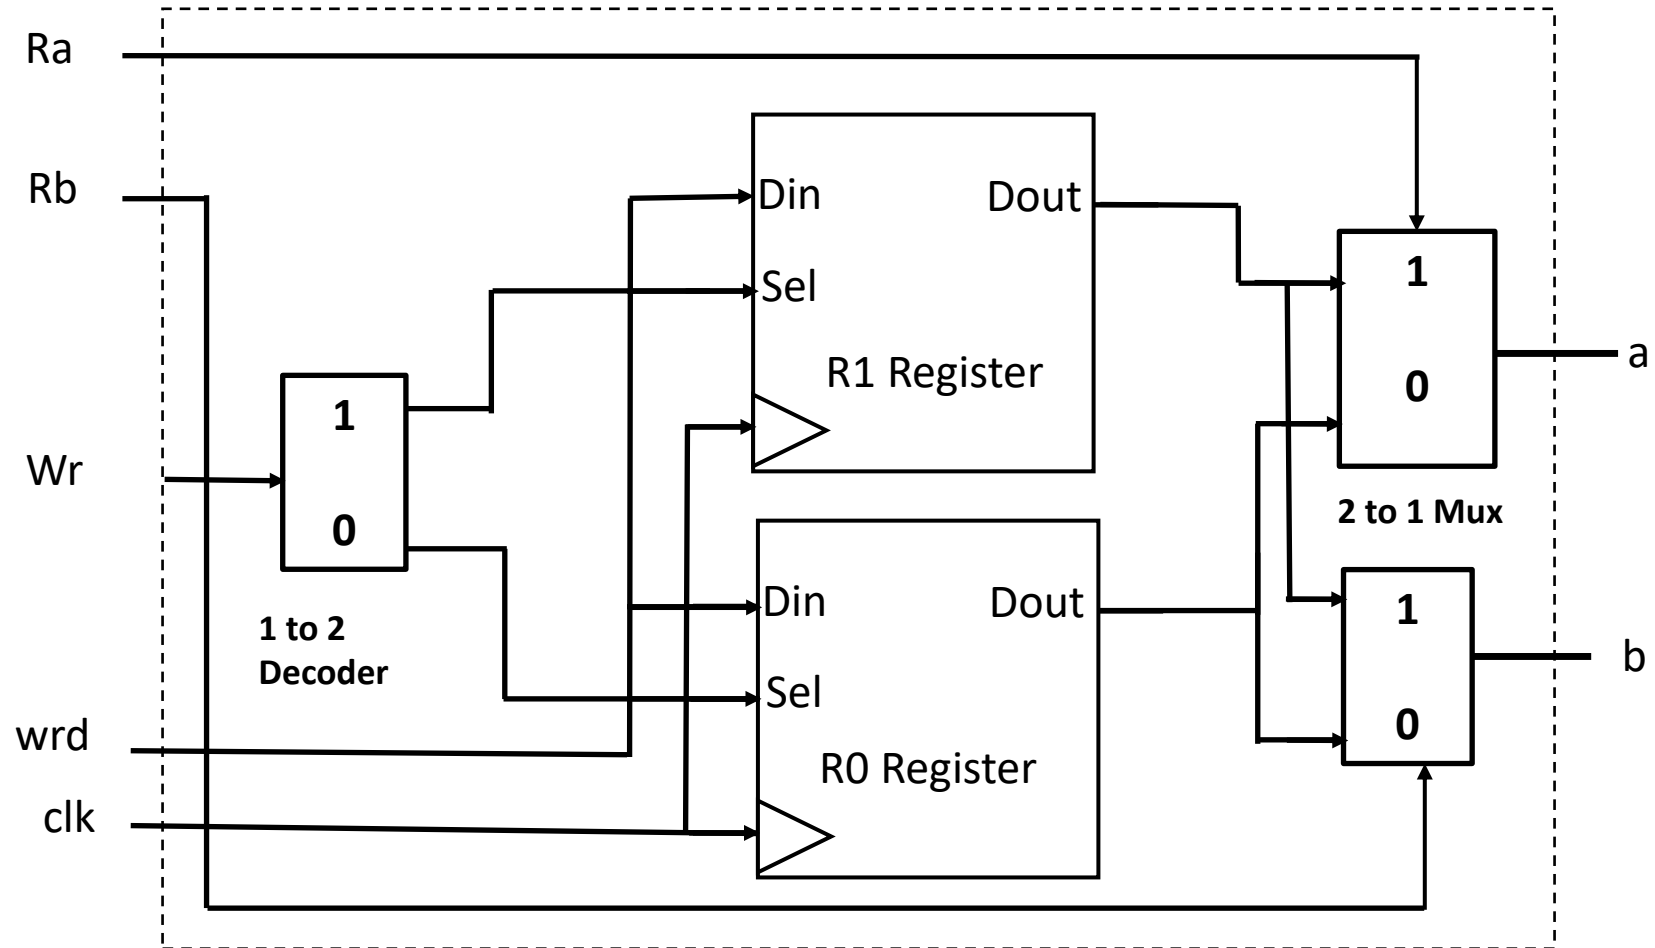 Ra
Rb
Din
Dout
1
Sel
R1 Register
a
0
1
Wr
2 to 1 Mux
0
Din
Dout
1
1 to 2
Decoder
b
Sel
0
wrd
R0 Register
clk